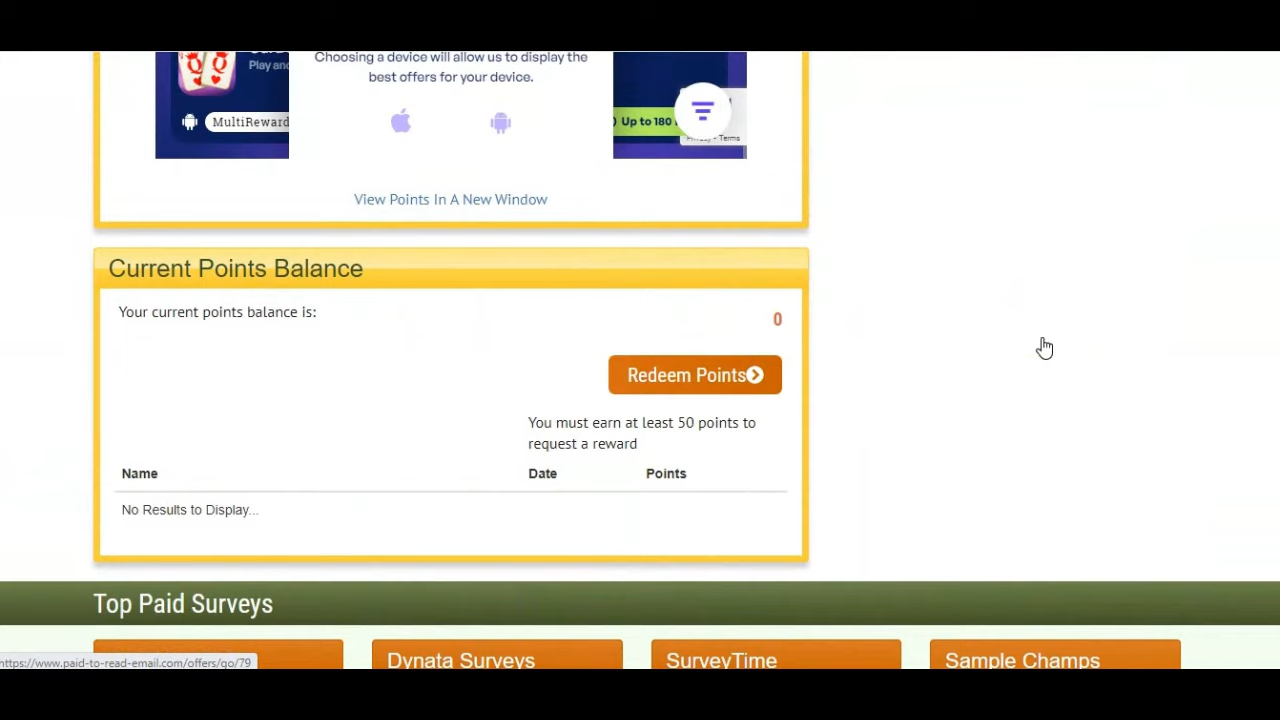 Play and
Choosing a device will allow us to display the
best offers for your device.
MultiReward
Up to 180
Terms
View Points In A New Window
Current Points Balance
Your current points balance is:
0
Redeem Points
You must earn at least 50 points to
request a reward
Name Date Points
No Results to Display...
Top Paid Surveys
https://www.paid-to-read-email.com/offers/go/79
Dynata Surveys
SurveyTime
Sample Champs